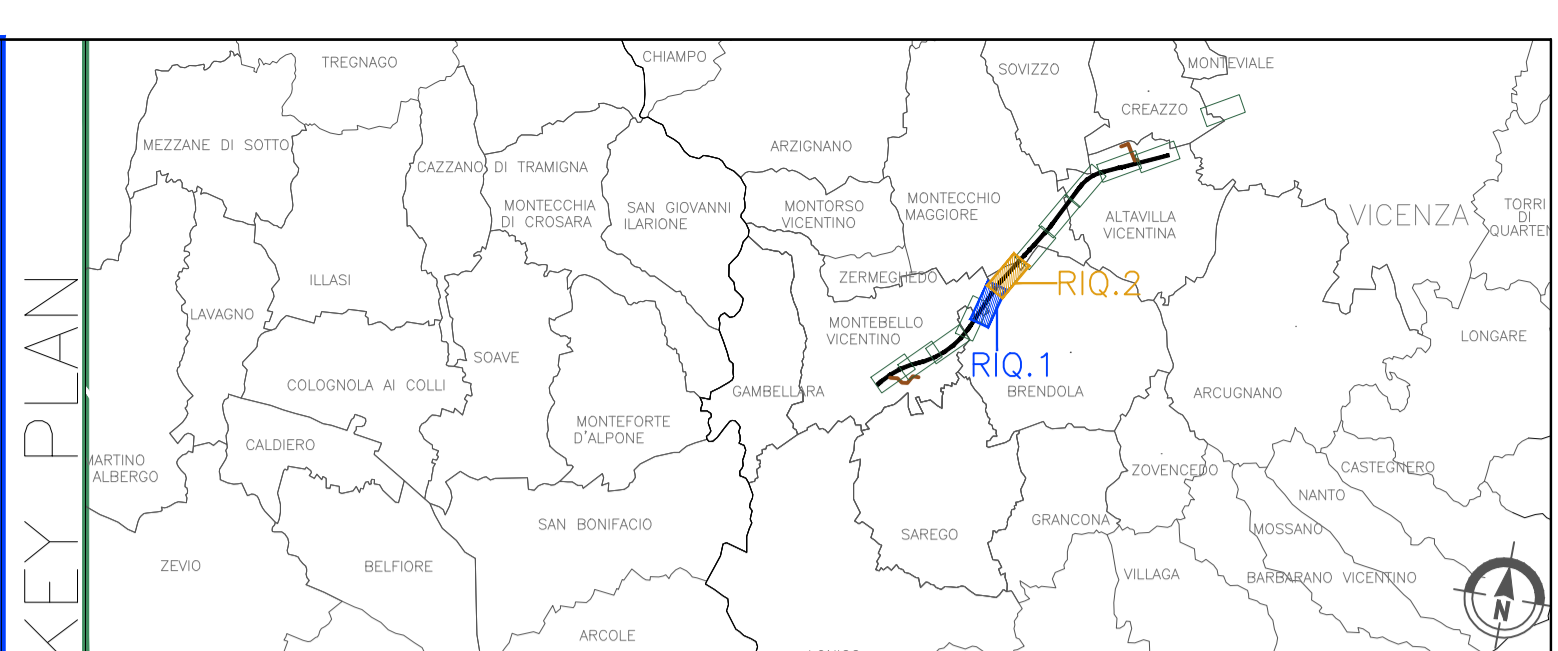 KEY PLAN
TREGNAGO
CHIAMPO
SOVIZZO
MONTEVIALE
CREAZZO
MEZZANE DI SOTTO
ARZIGNANO
CAZZANO DI TRAMIGNA
MONTECCHIA
DI CROSARA
SAN GIOVANNI
ILARIONE
MONTORSO
VICENTINO
MONTECCHIO
MAGGIORE
ALTAVILLA
VICENTINA
VICENZA
TORRI
DI
ILLASI
ZERMEGHEDO
RIQ.2
LAVAGNO
MONTEBELLO
VICENTINO
LONGARE
SOAVE
RIQ.1
COLOGNOLA AI COLLI
GAMBELLARA
BRENDOLA
ARCUGNANO
MONTEFORTE
D'ALPONE
CALDIERO
MARTINO
ALBERGO
ZOVENCEDO
CASTEGNERO
NANTO
SAN BONIFACIO
GRANCONA
MOSSANO
SAREGO
ZEVIO
BELFIORE
VILLAGA
BARBARANO VICENTINO
N
ARCOLE